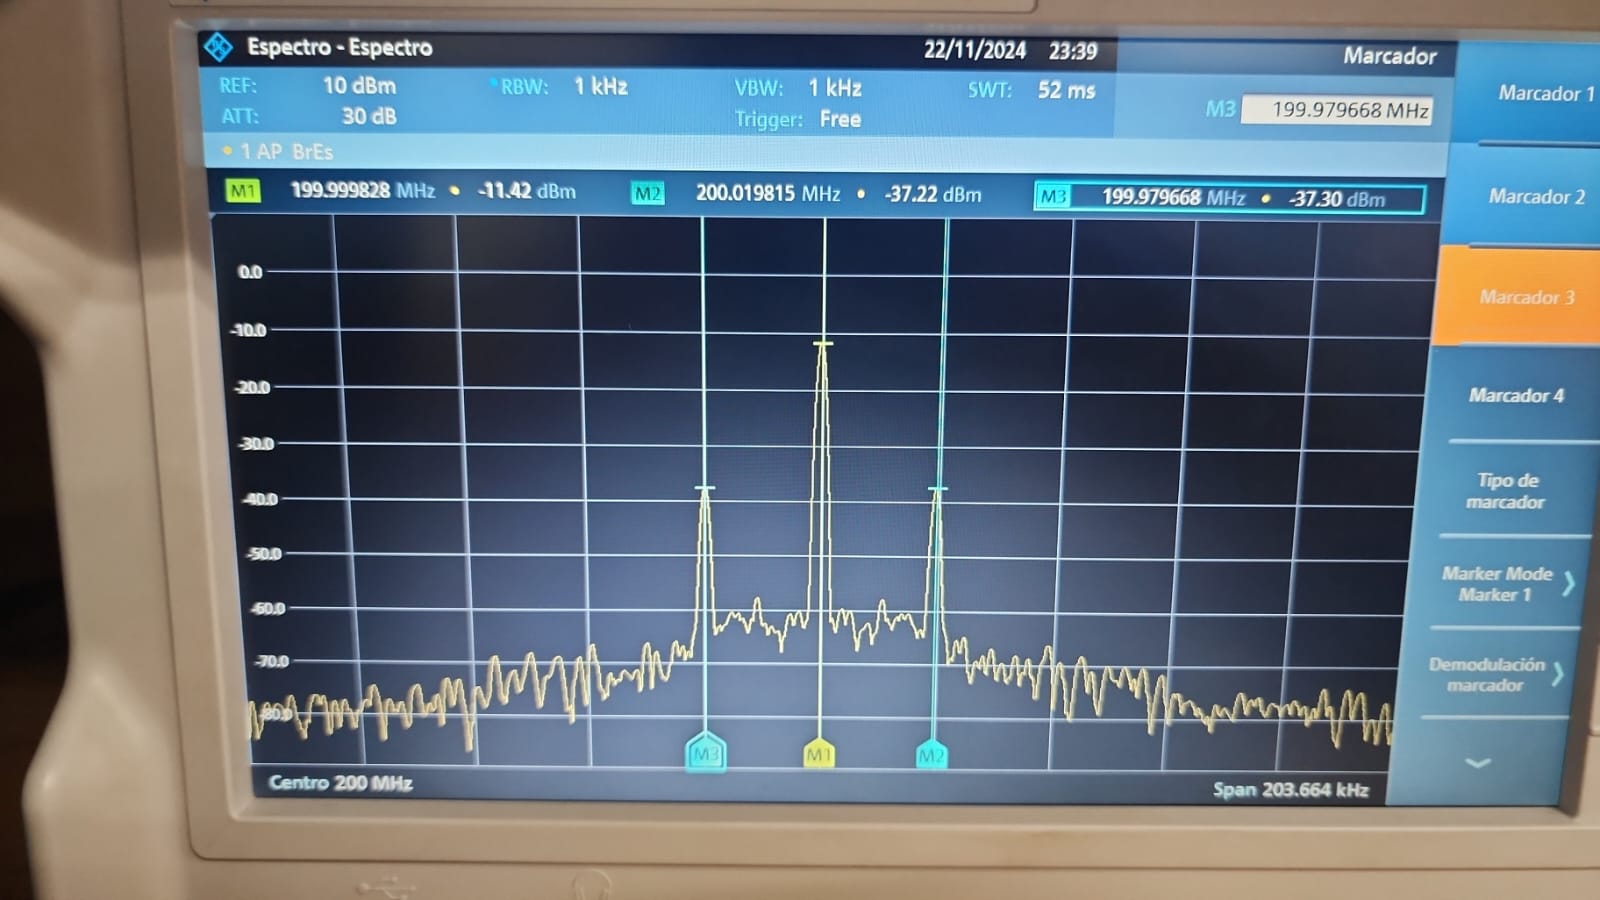 Espectro - Espectro 22/11/2024 23:39 Marcador
REF: 10 dBm RBW: 1 kHz VBW: 1 kHz SWT: 52 ms
ATT: 30 dB Trigger: Free M3 199.979668 MHz
1 AP BrEs
M1 199.999828 MHz -11.42 dBm M2 200.019815 MHz -37.22 dBm M3 199.979668 MHz -37.30 dBm
0.0
-10.0
-20.0
-30.0
-40.0
-50.0
-60.0
-70.0
-80.0
M3 M1 M2
Centro 200 MHz Span 203.664 kHz
Marcador 1
Marcador 2
Marcador 3
Marcador 4
Tipo de
marcador
Marker Mode
Marker 1
Demodulación
marcador